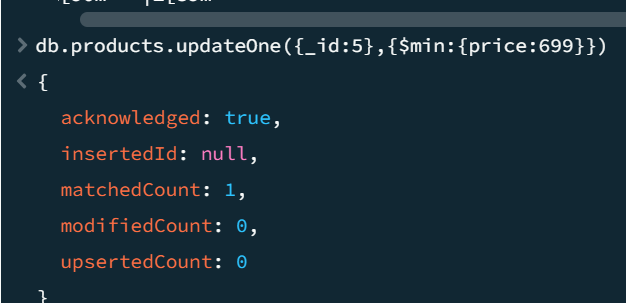 > db.products.updateOne({_id:5},{$min:{price:699}})
< {
acknowledged: true,
insertedId: null,
matchedCount: 1,
modifiedCount: 0,
upsertedCount: 0
}